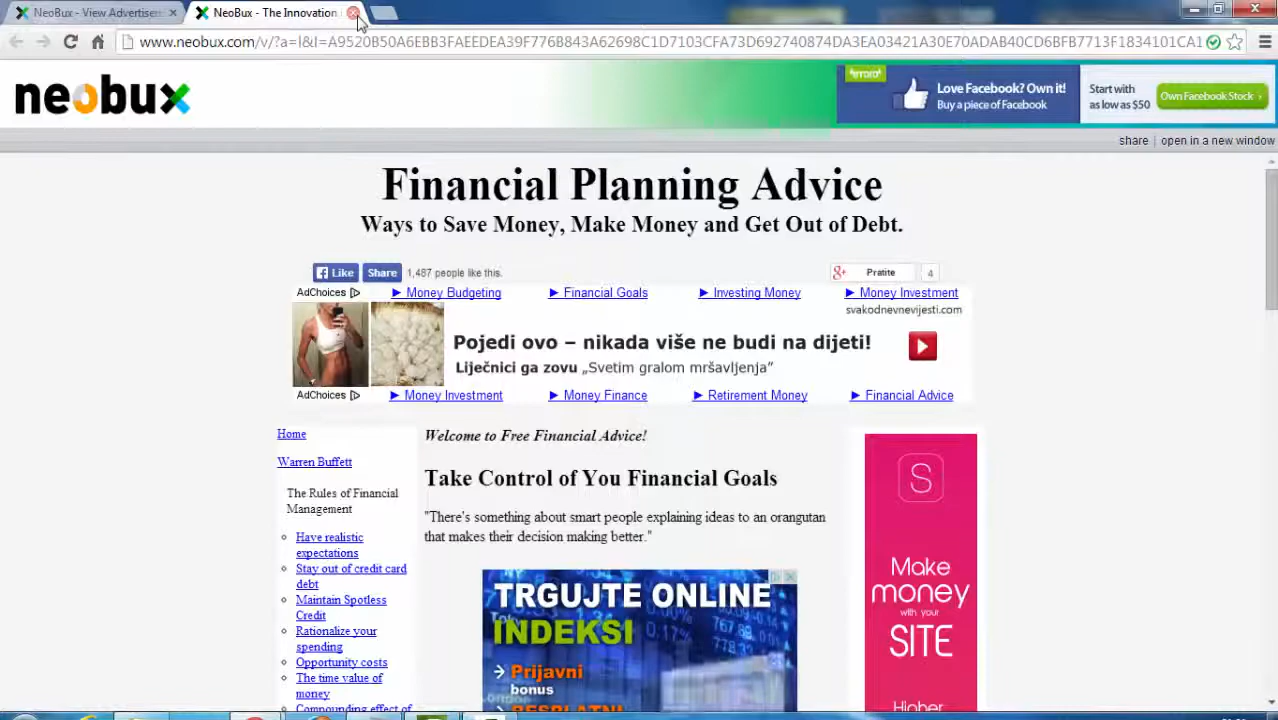 NeoBux - View Advertise
NeoBux - The Innovation
www.neobux.com/v/?a=l&l=A9520B50A6EBB3FAEEDEA39F776BB43A62698C1D7103CFA73D692740874DA3EA03421A30E70ADAB40CD6BFB7713F1834101CA1
neobux
Love Facebook? Own it!
Buy a piece of Facebook
Start with
as low as $50
Own Facebook Stock ›
share | open in a new window
Financial Planning Advice
Ways to Save Money, Make Money and Get Out of Debt.
Like
Share
1,487 people like this.
Pratite
4
AdChoices
► Money Budgeting
► Financial Goals
► Investing Money
► Money Investment
svakodnevnevijesti.com
Pojedi ovo – nikada više ne budi na dijeti!
Liječnici ga zovu „Svetim gralom mršavljenja”
AdChoices
► Money Investment
► Money Finance
► Retirement Money
► Financial Advice
Home
Warren Buffett
The Rules of Financial
Management
Have realistic
expectations
Stay out of credit card
debt
Maintain Spotless
Credit
Rationalize your
spending
Opportunity costs
The time value of
money
Compounding effect of
Welcome to Free Financial Advice!
Take Control of You Financial Goals
"There's something about smart people explaining ideas to an orangutan
that makes their decision making better."
TRGUJTE ONLINE
INDEKSI
Prijavni
bonus
BESPLATNI
S
Make
money
with your
SITE
Higher